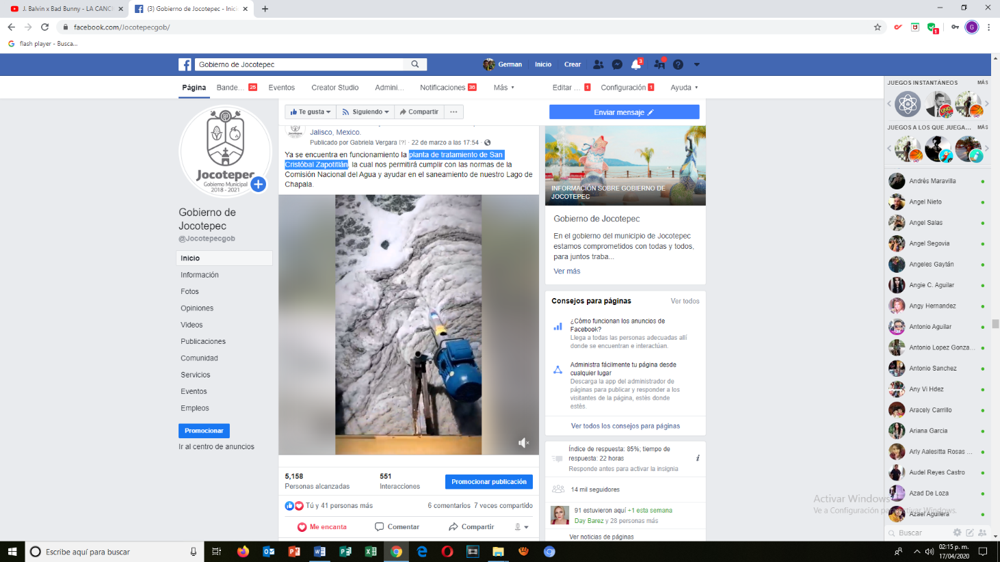 J. Balvin x Bad Bunny - LA CANCI
(3) Gobierno de Jocotepec - Inici
facebook.com/Jocotepecgob/
flash player - Busca...
Gobierno de Jocotepec
German
Inicio
Crear
3
Página
Bande... 25
Eventos
Creator Studio
Admini...
Notificaciones 36
Más
Editar ... 1
Configuración 1
Ayuda
Jocotepec
Gobierno Municipal
2018 - 2021
Gobierno de
Jocotepec
@Jocotepecgob
Inicio
Información
Fotos
Opiniones
Videos
Publicaciones
Comunidad
Servicios
Eventos
Empleos
Promocionar
Ir al centro de anuncios
Te gusta
Siguiendo
Compartir
Enviar mensaje
Jalisco, Mexico.
Publicado por Gabriela Vergara [?] · 22 de marzo a las 17:54 ·
Ya se encuentra en funcionamiento la planta de tratamiento de San
Cristóbal Zapotitlán, la cual nos permitirá cumplir con las normas de la
Comisión Nacional del Agua y ayudar en el saneamiento de nuestro Lago de
Chapala.
5,158
Personas alcanzadas
551
Interacciones
Promocionar publicación
Tú y 41 personas más
6 comentarios 7 veces compartido
Me encanta
Comentar
Compartir
INFORMACIÓN SOBRE GOBIERNO DE
JOCOTEPEC
Gobierno de Jocotepec
En el gobierno del municipio de Jocotepec
estamos comprometidos con todas y todos,
para juntos traba...
Ver más
Consejos para páginas
Ver todos
¿Cómo funcionan los anuncios de
Facebook?
Llega a todas las personas adecuadas allí
donde se encuentran e interactúan.
Administra fácilmente tu página desde
cualquier lugar
Descarga la app del administrador de
páginas para publicar y responder a los
visitantes de la página, estés donde
estés.
Ver todos los consejos para páginas
Índice de respuesta: 85%; tiempo de
respuesta: 22 horas
Responde antes para activar la insignia
14 mil seguidores
91 estuvieron aquí +1 esta semana
Day Barez y 28 personas más
Ver noticias de páginas
JUEGOS INSTANTÁNEOS
MÁS
JUEGOS A LOS QUE JUEGA...
MÁS
Andrés Maravilla
Angel Nieto
Angel Salas
Angel Segovia
Angeles Gaytán
Angie C. Aguilar
Angy Hernandez
Antonio Aguilar
Antonio Lopez Gonza...
Antonio Sanchez
Any Vi Hdez
Aracely Carrillo
Ariana Garcia
Arly Aalesitta Rosas ...
Audel Reyes Castro
Azad De Loza
Azael Aguilera
Buscar
Activar Windows
Ve a Configuración para activar Windows.
Escribe aquí para buscar
02:15 p. m.
17/04/2020